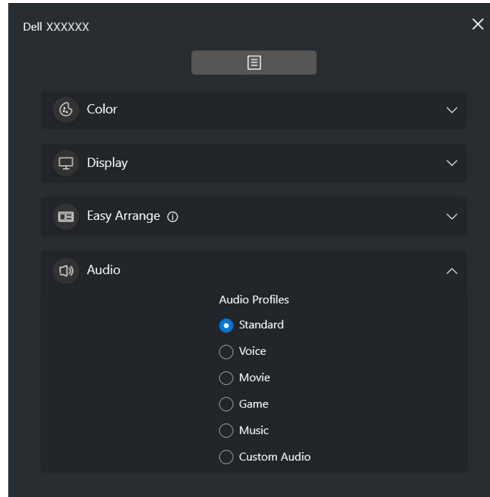 Dell XXXXXX
Color
Display
Easy Arrange
Audio
Audio Profiles
Standard
Voice
Movie
Game
Music
Custom Audio